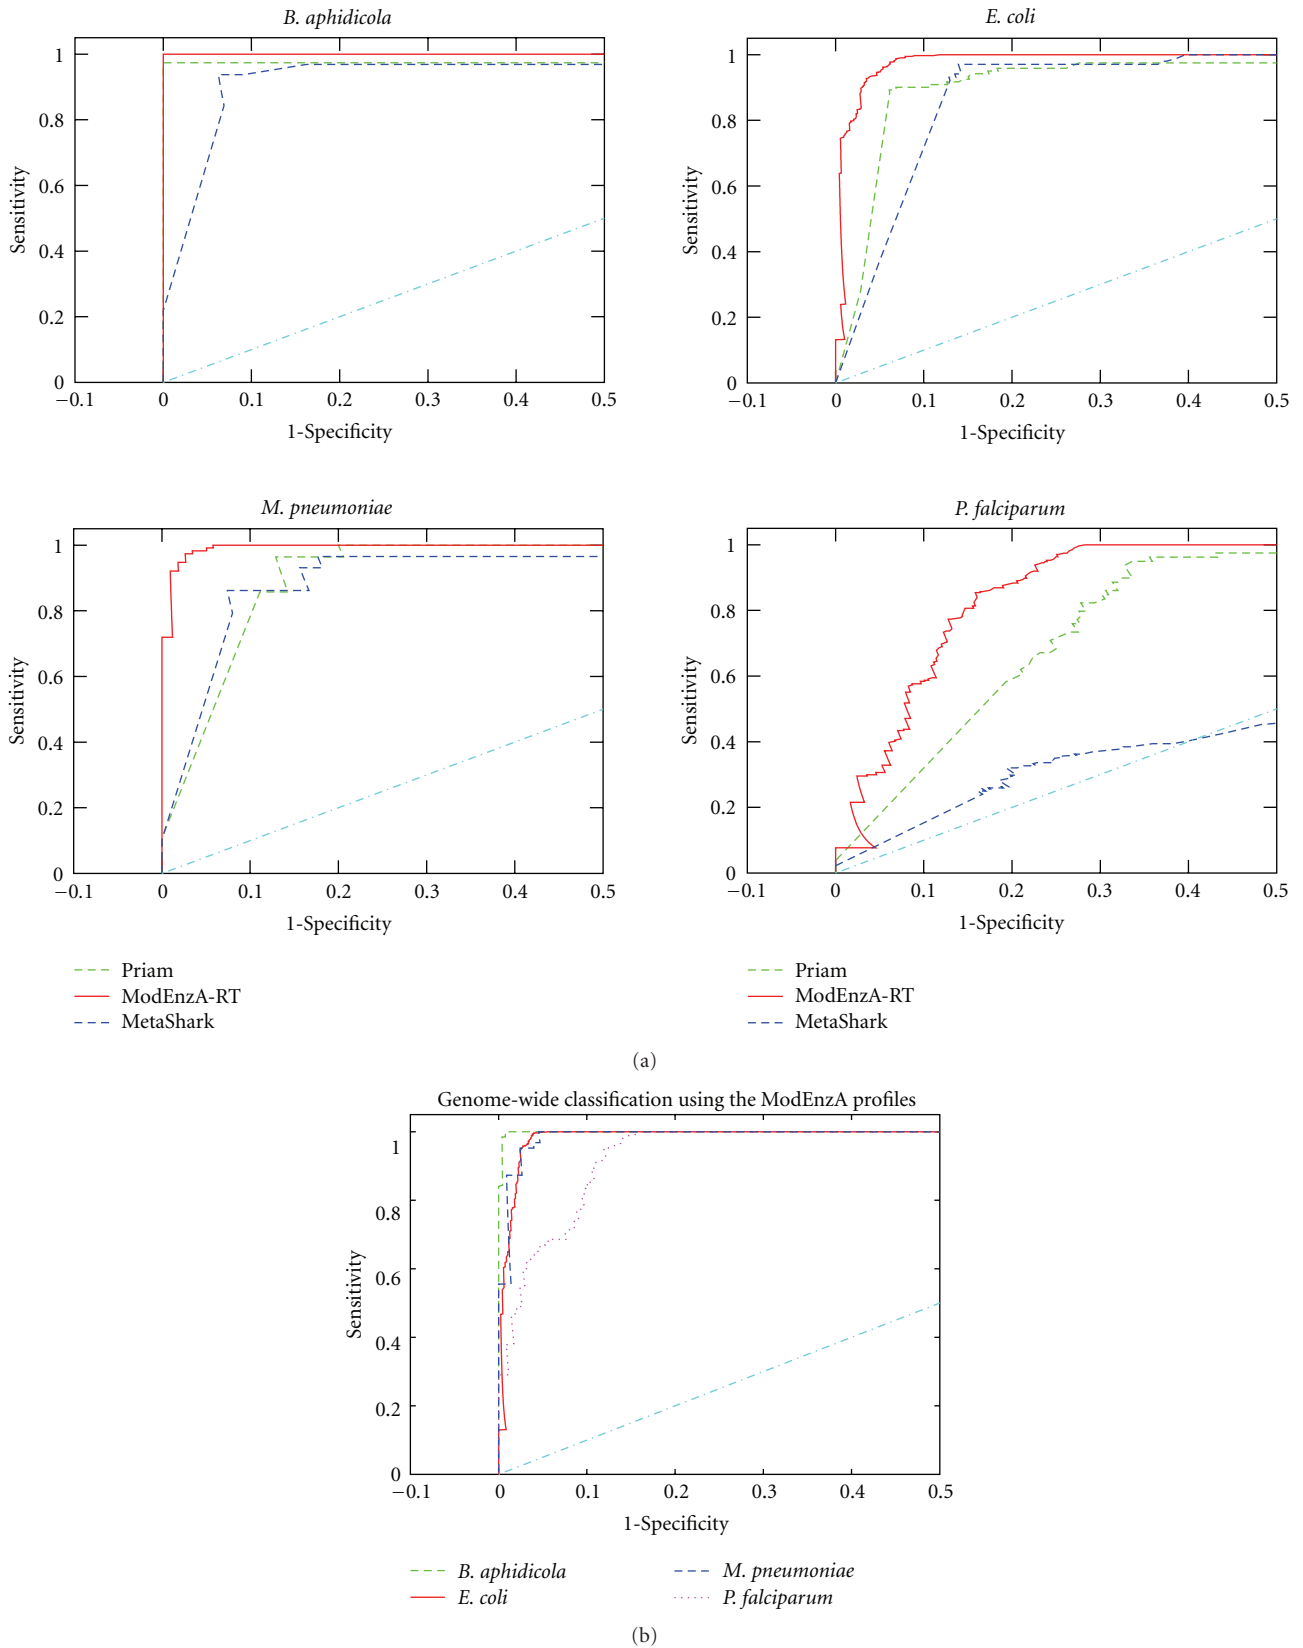 B. aphidicola
1
0.8
0.6
0.4
0.2
0
−0.1 0 0.1 0.2 0.3 0.4 0.5
Sensitivity
1-Specificity
E. coli
1
0.8
0.6
0.4
0.2
0
−0.1 0 0.1 0.2 0.3 0.4 0.5
Sensitivity
1-Specificity
M. pneumoniae
1
0.8
0.6
0.4
0.2
0
−0.1 0 0.1 0.2 0.3 0.4 0.5
Sensitivity
1-Specificity
Priam
ModEnzA-RT
MetaShark
P. falciparum
1
0.8
0.6
0.4
0.2
0
−0.1 0 0.1 0.2 0.3 0.4 0.5
Sensitivity
1-Specificity
Priam
ModEnzA-RT
MetaShark
(a)
Genome-wide classification using the ModEnzA profiles
1
0.8
0.6
0.4
0.2
0
−0.1 0 0.1 0.2 0.3 0.4 0.5
Sensitivity
1-Specificity
B. aphidicola
E. coli
M. pneumoniae
P. falciparum
(b)